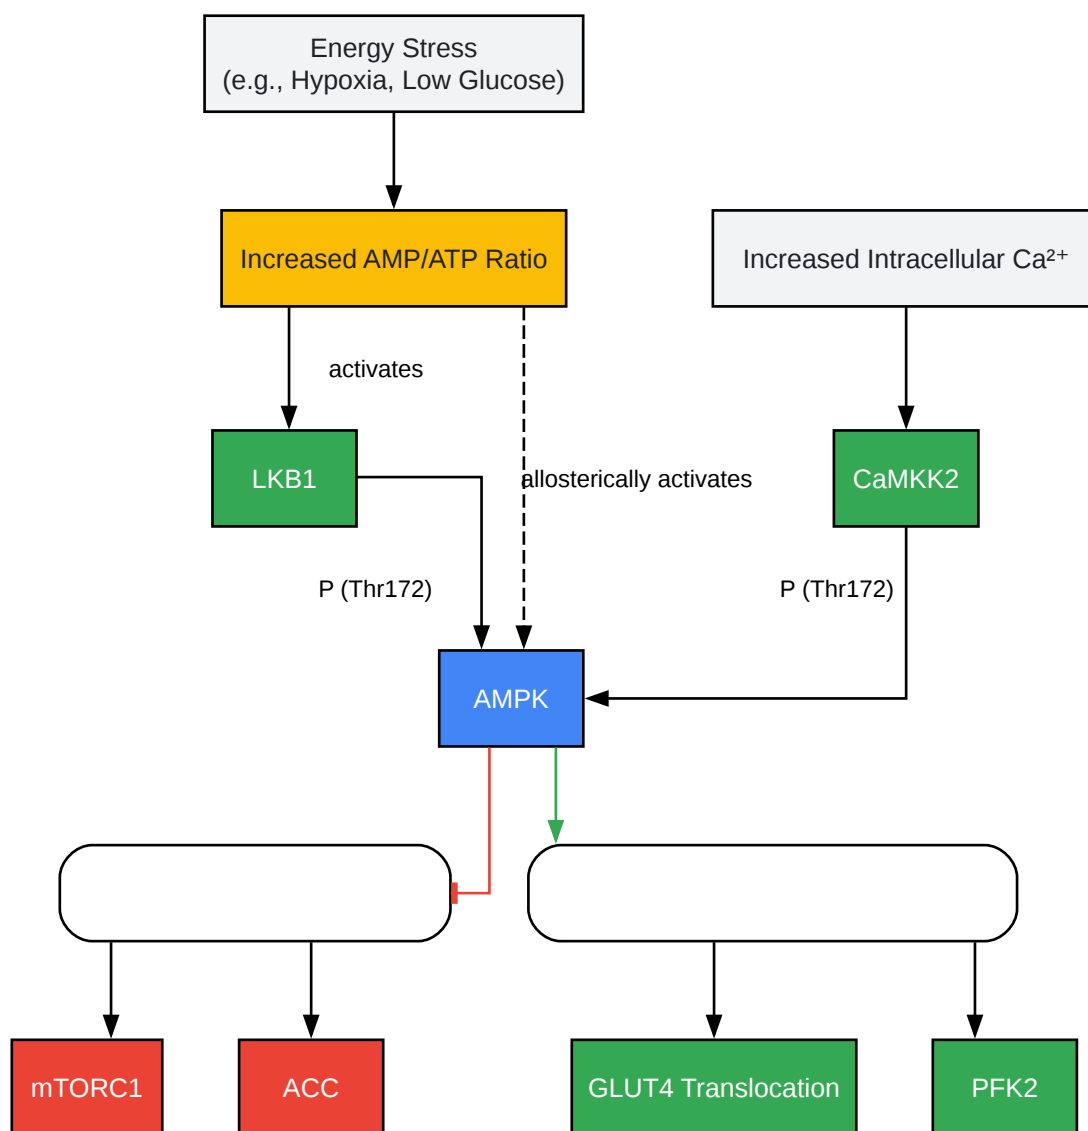 Energy Stress
(e.g., Hypoxia, Low Glucose)
Increased AMP/ATP Ratio
Increased Intracellular Ca²⁺
activates
LKB1
allosterically activates
CaMKK2
P (Thr172)
P (Thr172)
AMPK
mTORC1
ACC
GLUT4 Translocation
PFK2